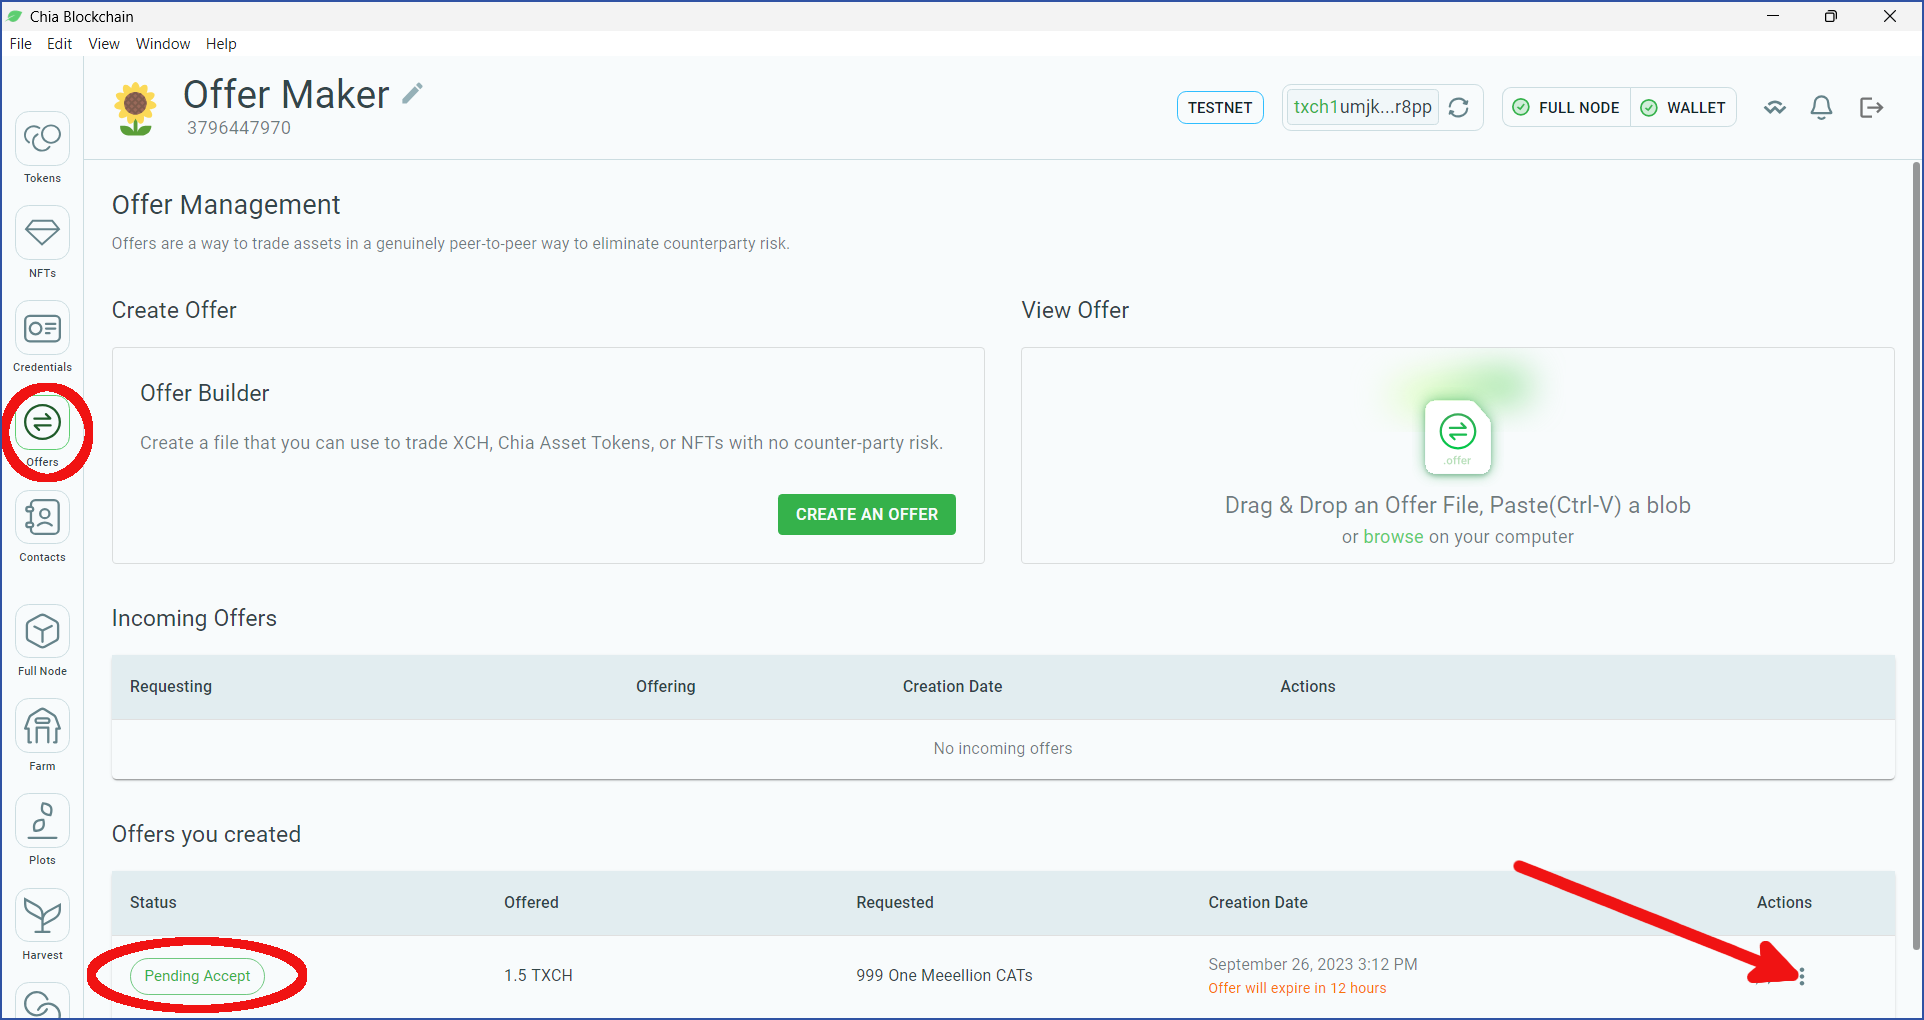 Chia Blockchain
File Edit View Window Help
Offer Maker
3796447970
TESTNET
txch1umjk...r8pp
FULL NODE
WALLET
Tokens
NFTs
Credentials
Offers
Contacts
Full Node
Farm
Plots
Harvest
Offer Management
Offers are a way to trade assets in a genuinely peer-to-peer way to eliminate counterparty risk.
Create Offer
Offer Builder
Create a file that you can use to trade XCH, Chia Asset Tokens, or NFTs with no counter-party risk.
CREATE AN OFFER
View Offer
.offer
Drag & Drop an Offer File, Paste(Ctrl-V) a blob
or browse on your computer
Incoming Offers
Requesting Offering Creation Date Actions
No incoming offers
Offers you created
Status Offered Requested Creation Date Actions
Pending Accept 1.5 TXCH 999 One Meeellion CATs September 26, 2023 3:12 PM
Offer will expire in 12 hours